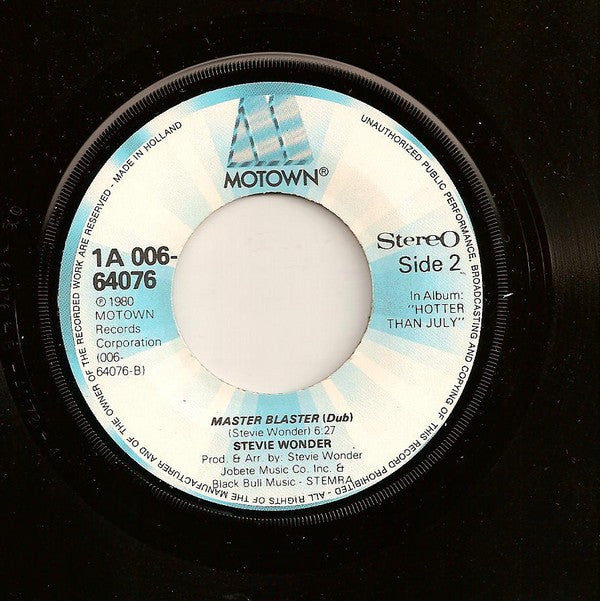 MOTOWN®
ALL RIGHTS OF THE MANUFACTURER AND OF THE OWNER OF THE RECORDED WORK ARE RESERVED - MADE IN HOLLAND
UNAUTHORIZED PUBLIC PERFORMANCE, BROADCASTING AND COPYING OF THIS RECORD PROHIBITED -
1A 006-
64076
℗ 1980
MOTOWN
Records
Corporation
(006-
64076-B)
Stereo
Side 2
In Album:
"HOTTER
THAN JULY"
MASTER BLASTER (Dub)
(Stevie Wonder) 6:27
STEVIE WONDER
Prod. & Arr. by: Stevie Wonder
Jobete Music Co. Inc. &
Black Bull Music - STEMRA